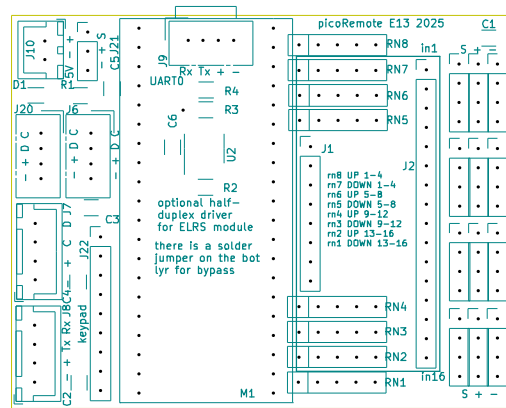 picoRemote E13 2025
C1
J10
5V - +
- + S
J21
C5
J9
UART0
Rx Tx + -
RN8
in1
S + -
D1
R1
R4
RN7
RN6
RN5
R3
C6
U2
R2
J20
J6
- + D C
- + D C
J1
J2
rn8 UP 1-4
rn7 DOWN 1-4
rn6 UP 5-8
rn5 DOWN 5-8
rn4 UP 9-12
rn3 DOWN 9-12
rn2 UP 13-16
rn1 DOWN 13-16
optional half-
duplex driver
for ELRS module
there is a solder
jumper on the bot
lyr for bypass
J7
- + C D
C3
C4
J22
keypad
J8
- + Tx Rx
C2
RN4
RN3
RN2
RN1
in16
M1
S + -